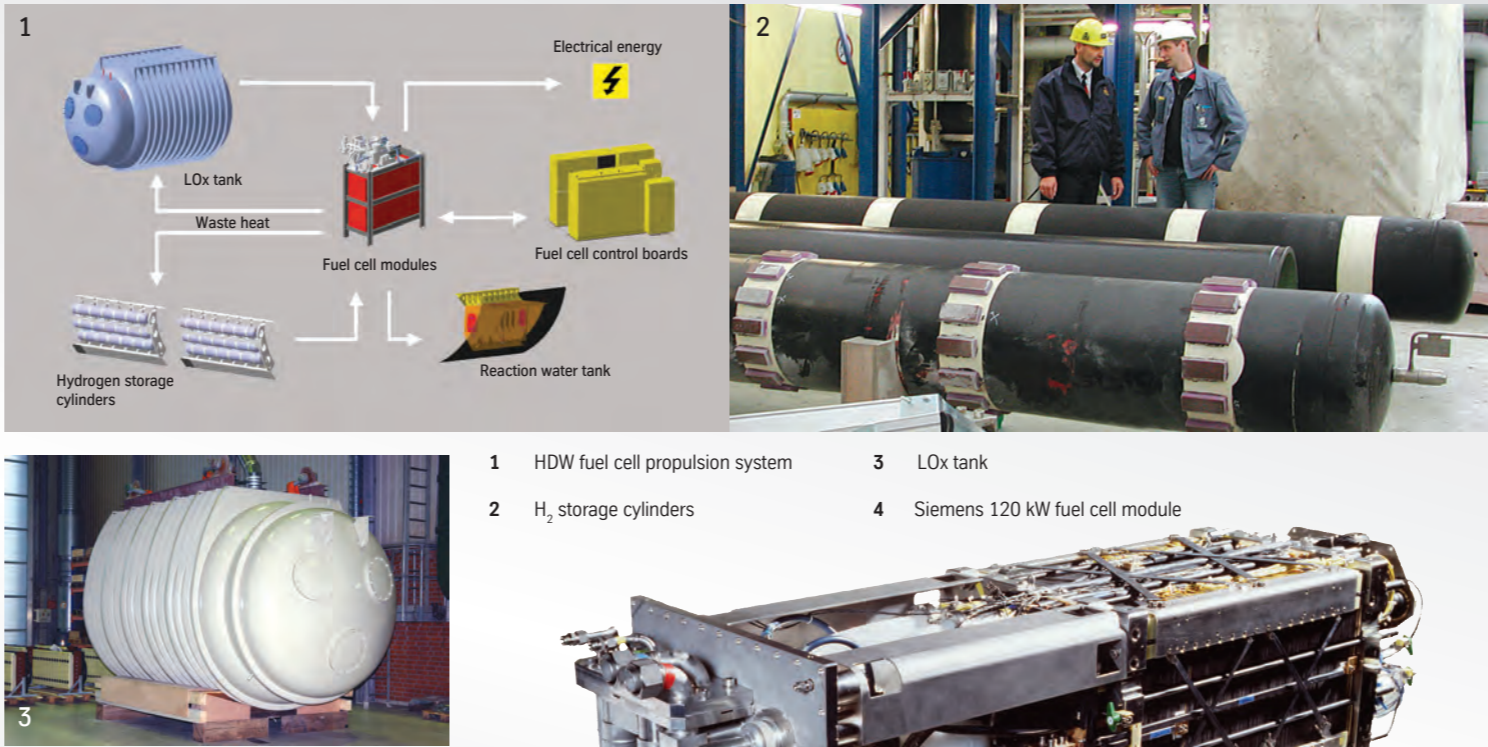 1
Electrical energy
LOx tank
Waste heat
Fuel cell modules
Fuel cell control boards
Hydrogen storage
cylinders
Reaction water tank
2
3
1 HDW fuel cell propulsion system
2 H₂ storage cylinders
3 LOx tank
4 Siemens 120 kW fuel cell module